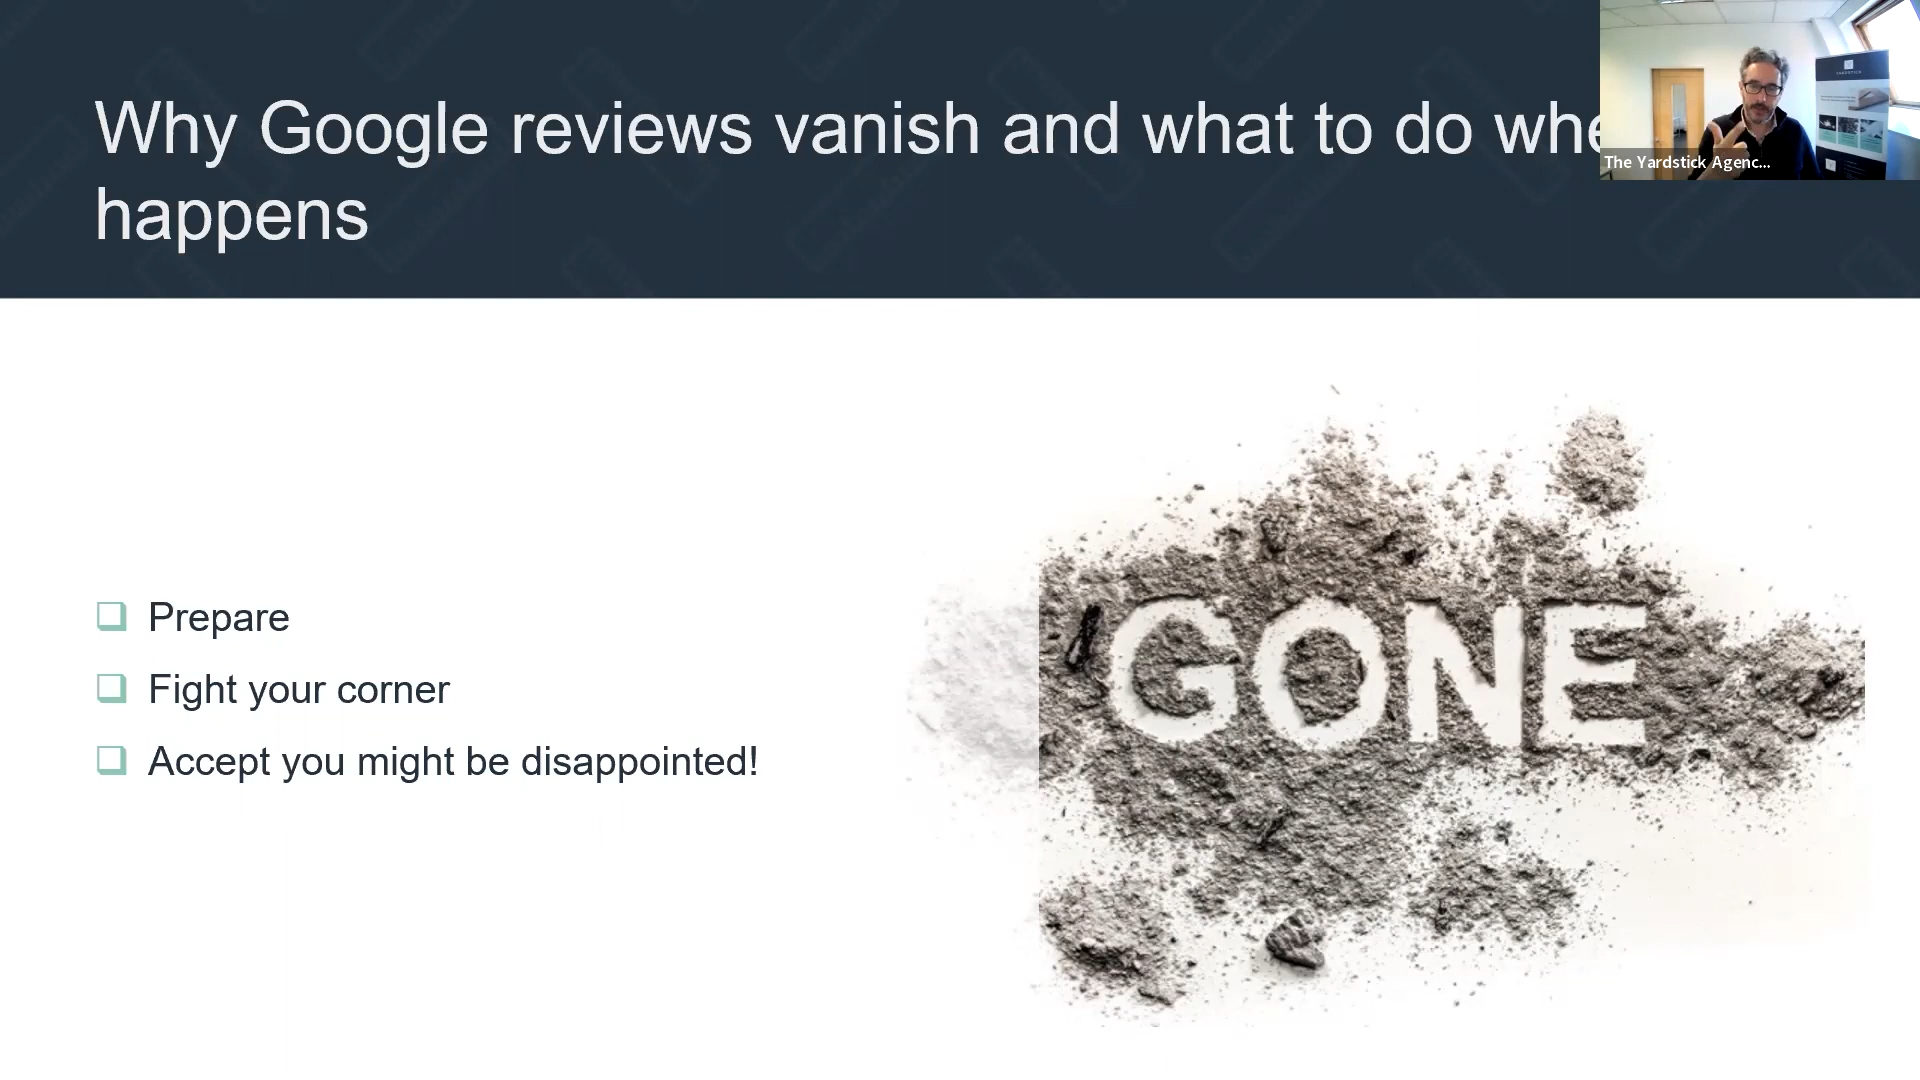 Why Google reviews vanish and what to do whe
happens
The Yardstick Agenc...
YARDSTICK
Prepare
Fight your corner
Accept you might be disappointed!
GONE